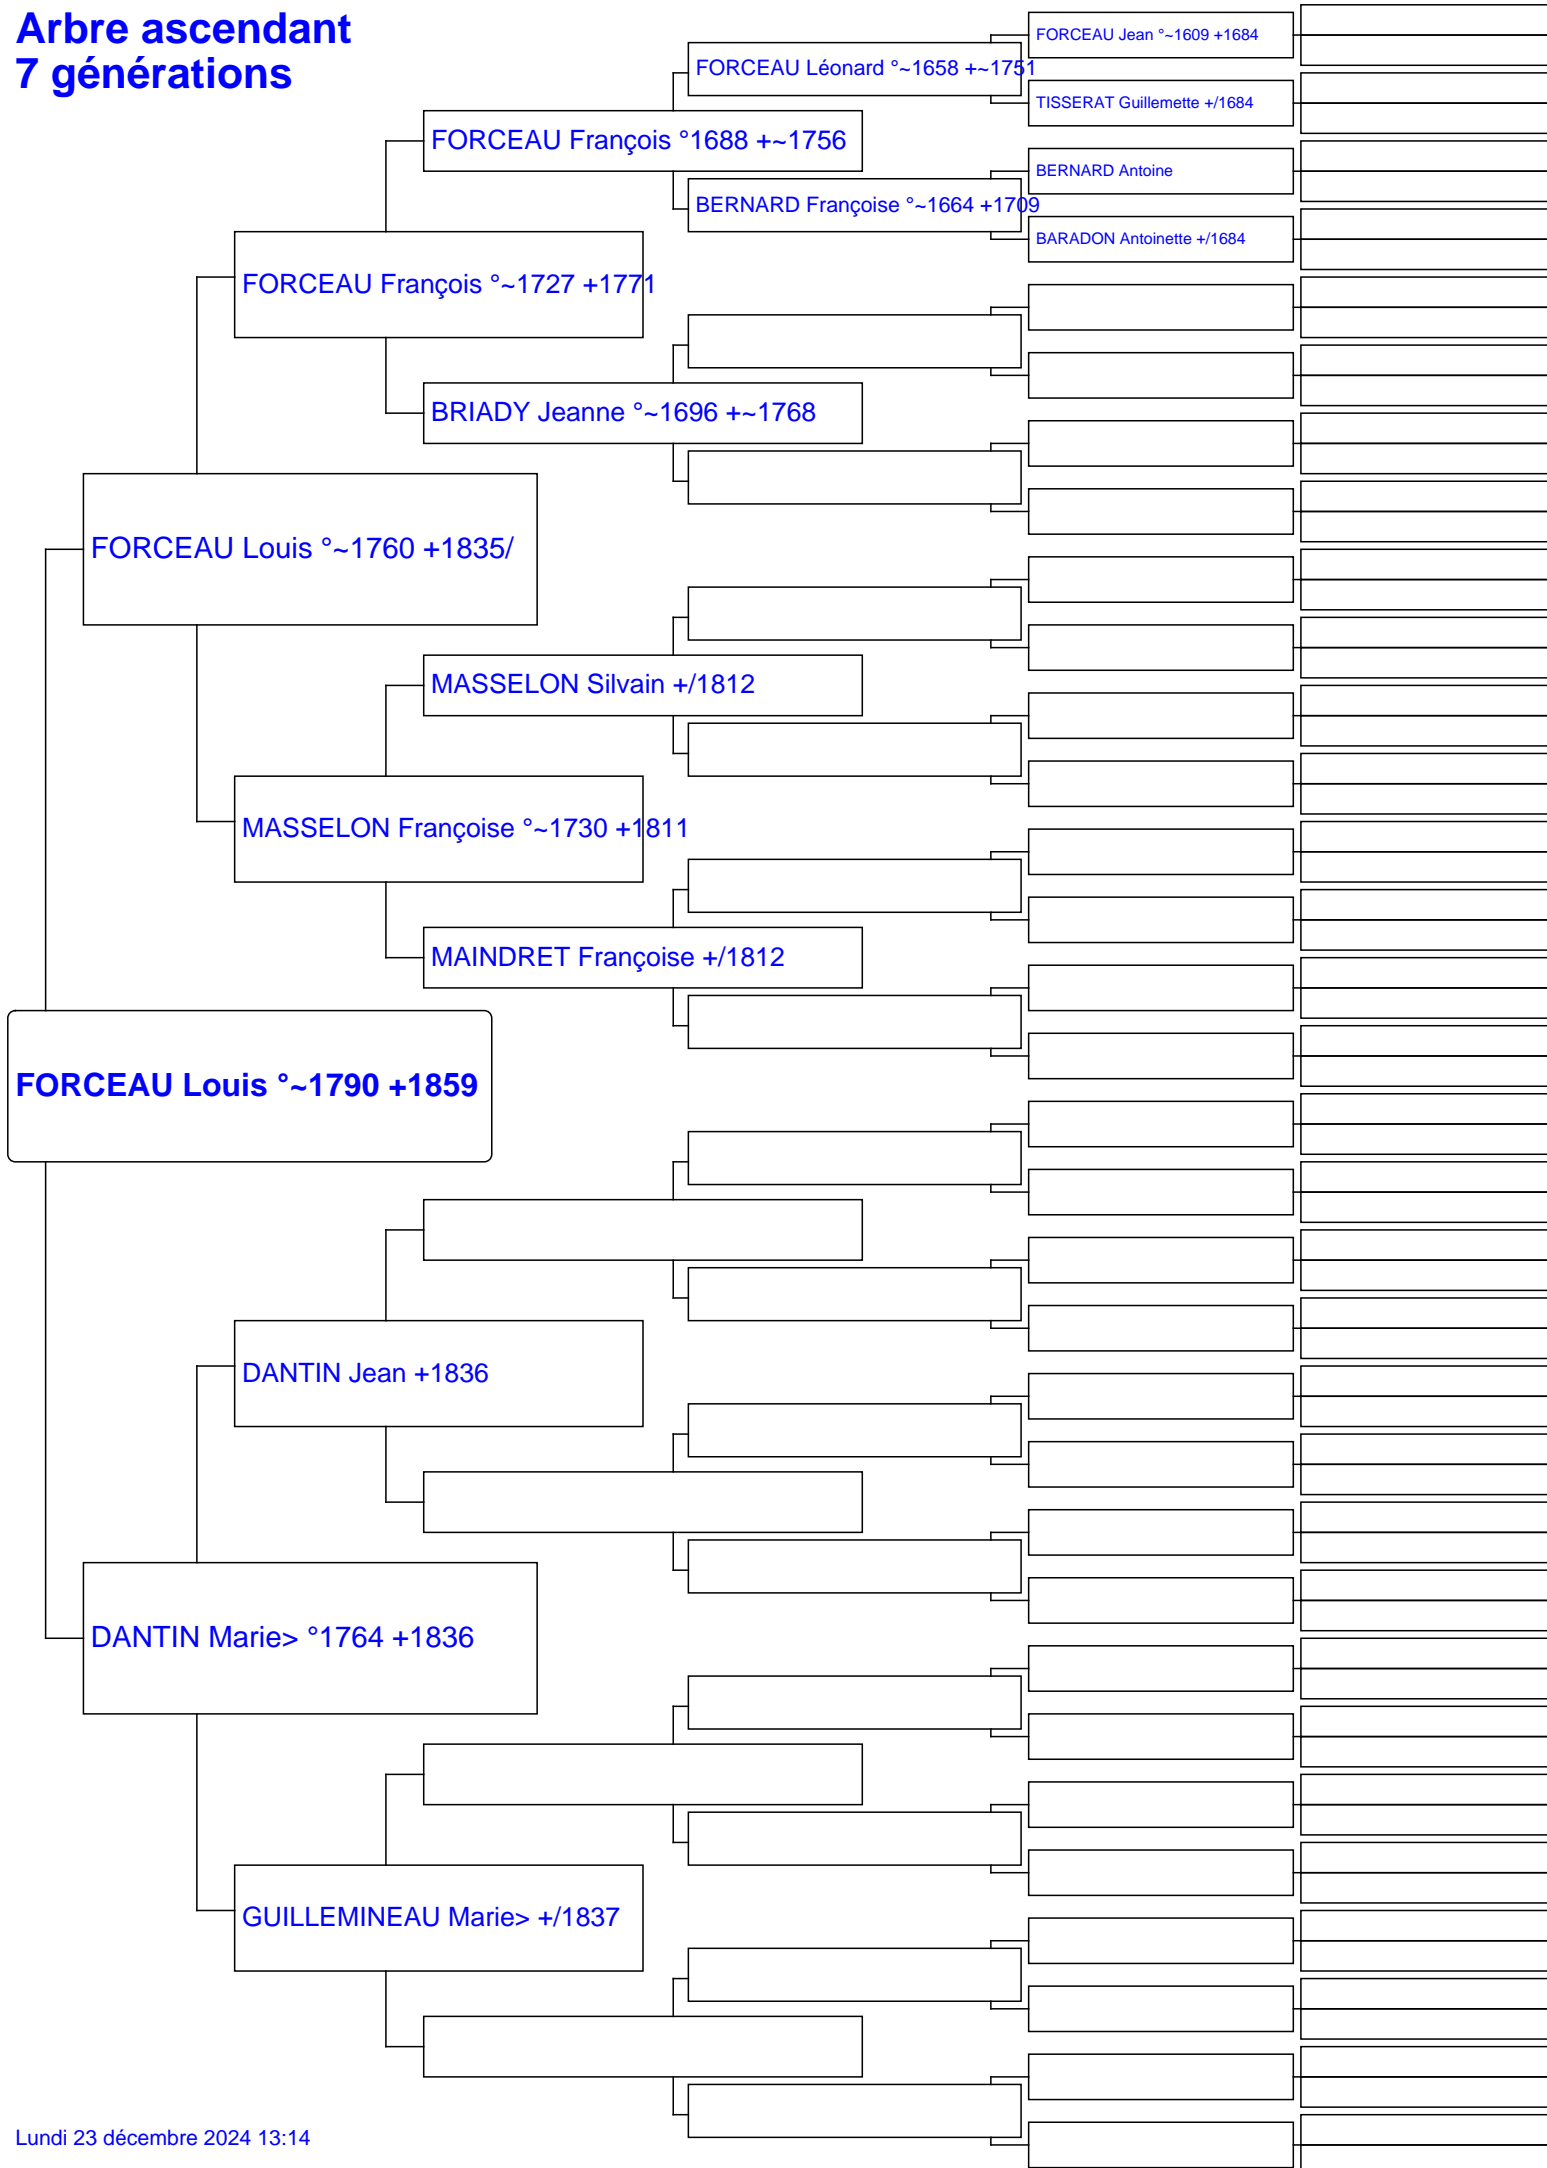 Arbre ascendant
7 générations
FORCEAU Jean °~1609 +1684
FORCEAU Léonard °~1658 +~1751
TISSERAT Guillemette +/1684
FORCEAU François °1688 +~1756
BERNARD Antoine
BERNARD Françoise °~1664 +1709
BARADON Antoinette +/1684
FORCEAU François °~1727 +1771
BRIADY Jeanne °~1696 +~1768
FORCEAU Louis °~1760 +1835/
MASSELON Silvain +/1812
MASSELON Françoise °~1730 +1811
MAINDRET Françoise +/1812
FORCEAU Louis °~1790 +1859
DANTIN Jean +1836
DANTIN Marie> °1764 +1836
GUILLEMINEAU Marie> +/1837
Lundi 23 décembre 2024 13:14